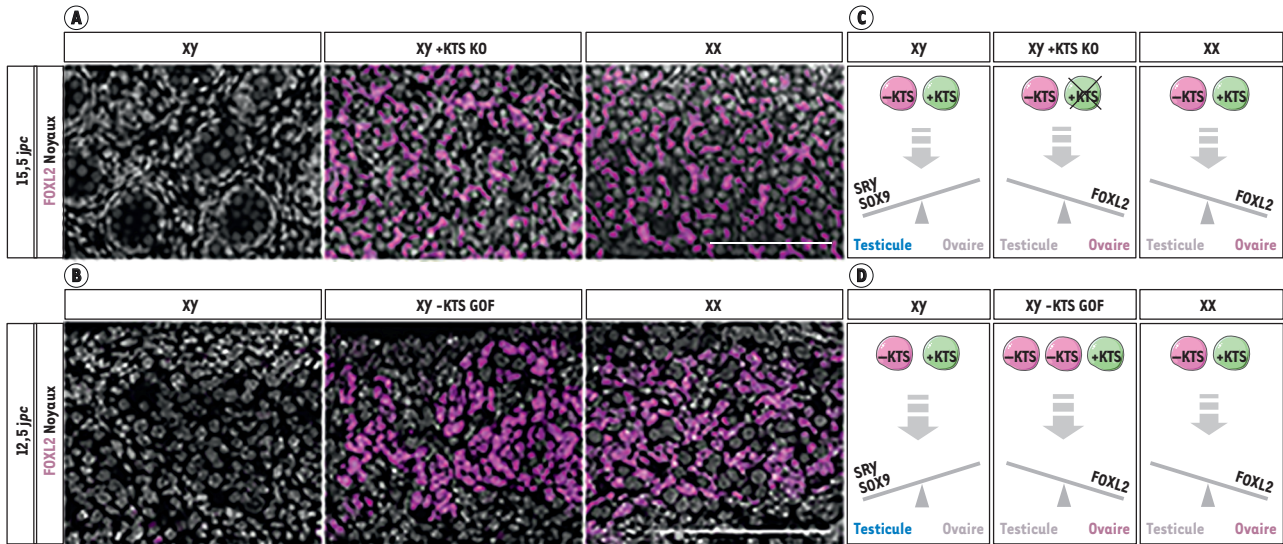 A
XY
XY +KTS KO
XX
15,5 jpc
FOXL2 Noyaux
C
XY
XY +KTS KO
XX
–KTS +KTS
–KTS +KTS
–KTS +KTS
SRY
SOX9
FOXL2
FOXL2
Testicule Ovaire
Testicule Ovaire
Testicule Ovaire
B
XY
XY -KTS GOF
XX
12,5 jpc
FOXL2 Noyaux
D
XY
XY -KTS GOF
XX
–KTS +KTS
–KTS –KTS +KTS
–KTS +KTS
SRY
SOX9
FOXL2
FOXL2
Testicule Ovaire
Testicule Ovaire
Testicule Ovaire